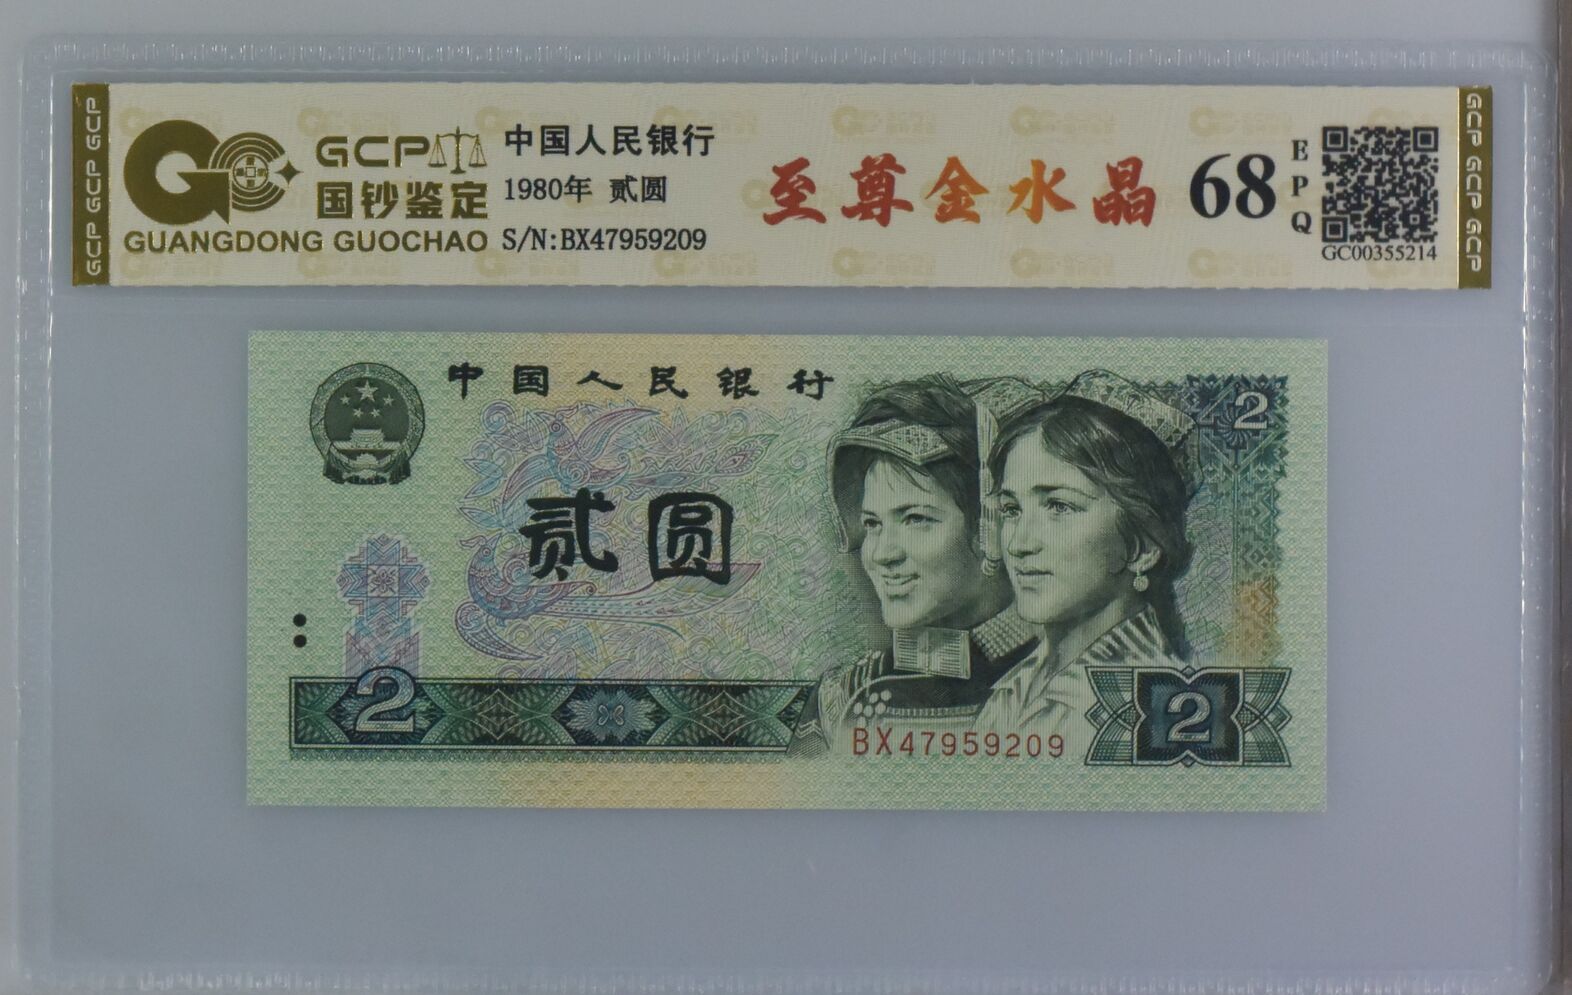 GCP GCP GCP
GCP
国钞鉴定
GUANGDONG GUOCHAO
中国人民银行
1980年 贰圆
S/N:BX47959209
至尊金水晶
68
EPQ
GC00355214
GCP GCP GCP
中国人民银行
2
贰圆
2
BX47959209
2